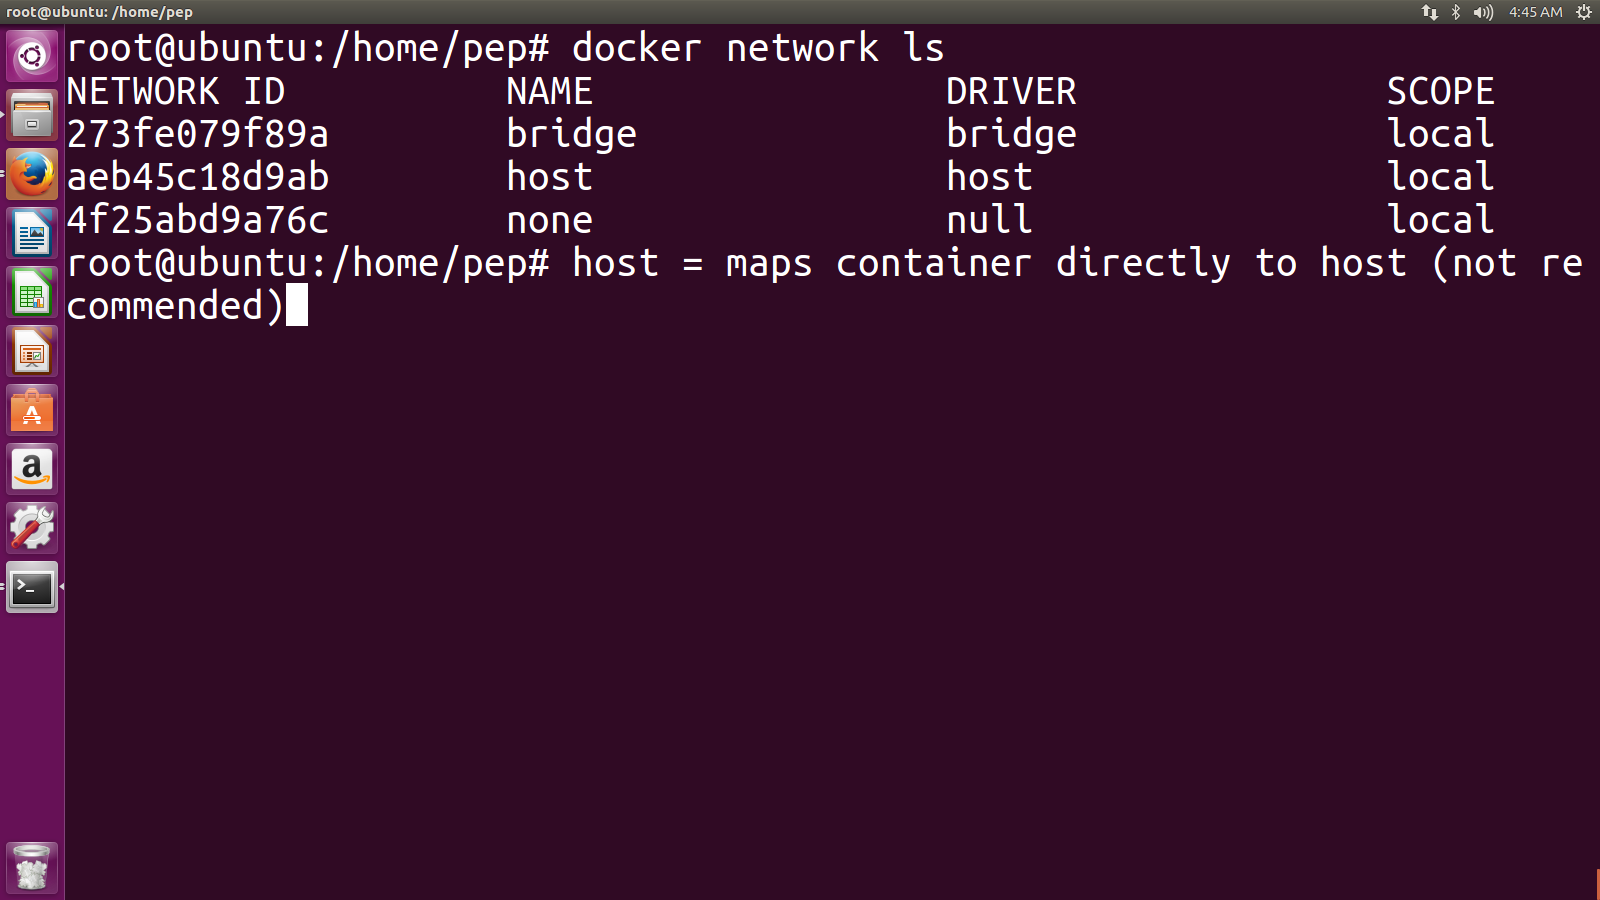 root@ubuntu: /home/pep
4:45 AM
root@ubuntu:/home/pep# docker network ls
NETWORK ID NAME DRIVER SCOPE
273fe079f89a bridge bridge local
aeb45c18d9ab host host local
4f25abd9a76c none null local
root@ubuntu:/home/pep# host = maps container directly to host (not re
commended)